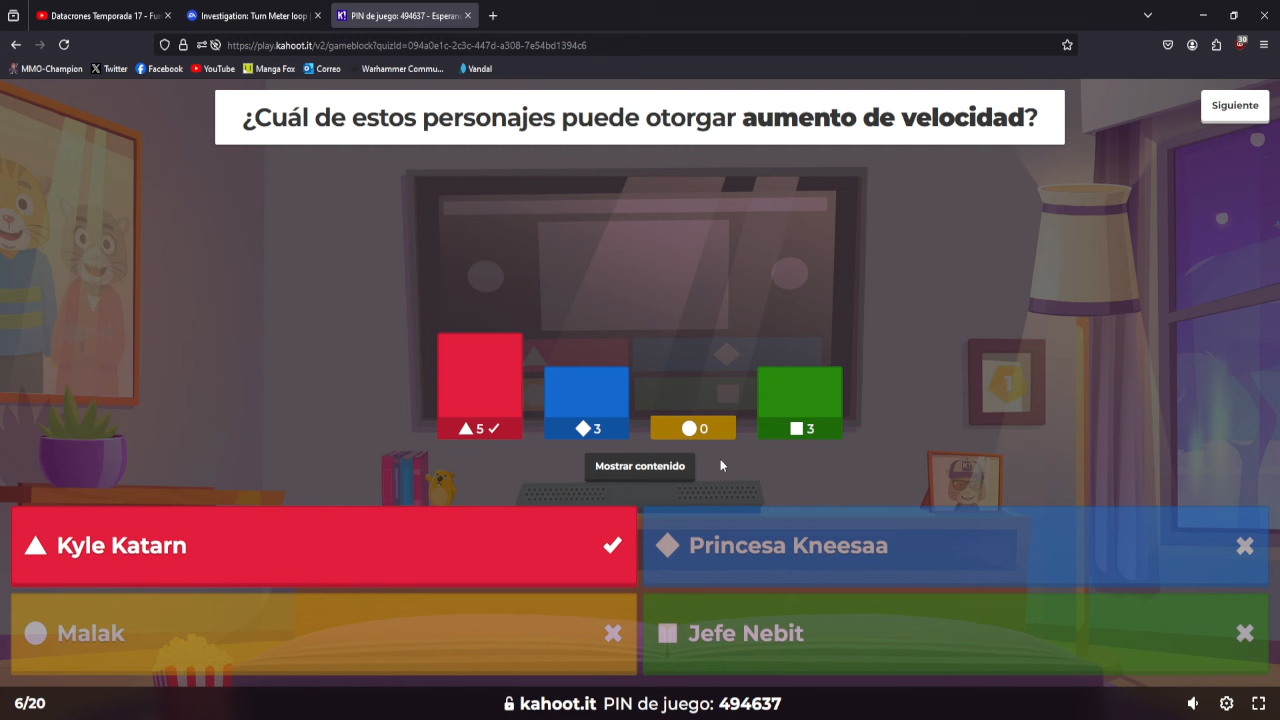 Datacrones Temporada 17 - Fu
Investigation: Turn Meter loop |
PIN de juego: 494637 - Esperan
https://play.kahoot.it/v2/gameblock?quizId=094a0e1c-2c3c-447d-a308-7e54bd1394c6
30
MMO-Champion
Twitter
Facebook
YouTube
Manga Fox
Correo
Warhammer Commu...
Vandal
¿Cuál de estos personajes puede otorgar aumento de velocidad?
Siguiente
5
3
0
3
Mostrar contenido
Kyle Katarn
Princesa Kneesaa
Malak
Jefe Nebit
6/20
kahoot.it PIN de juego: 494637